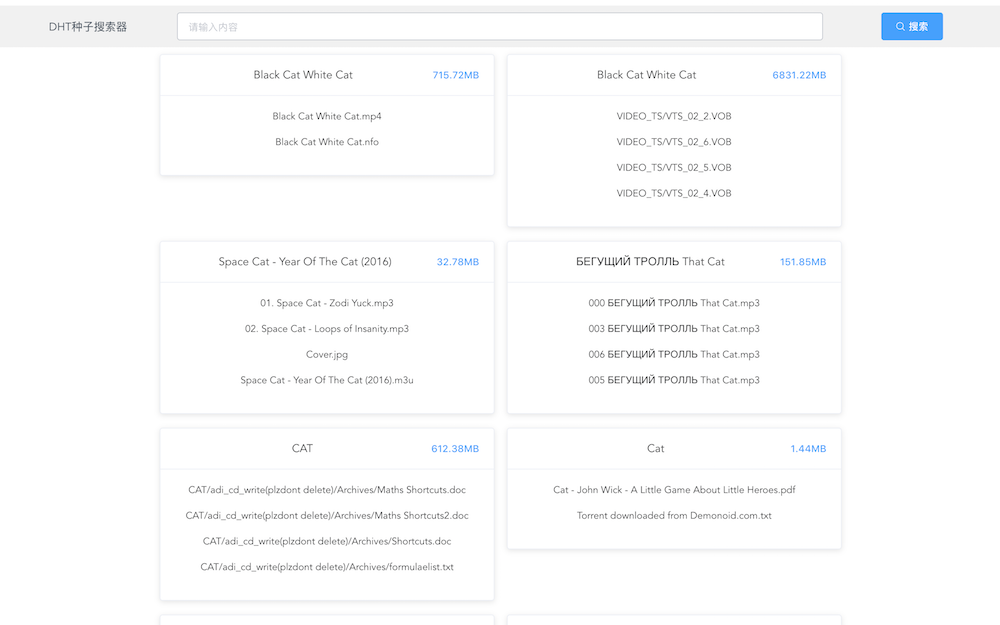 DHT种子搜索器
请输入内容
搜索
Black Cat White Cat 715.72MB
Black Cat White Cat.mp4
Black Cat White Cat.nfo
Black Cat White Cat 6831.22MB
VIDEO_TS/VTS_02_2.VOB
VIDEO_TS/VTS_02_6.VOB
VIDEO_TS/VTS_02_5.VOB
VIDEO_TS/VTS_02_4.VOB
Space Cat - Year Of The Cat (2016) 32.78MB
01. Space Cat - Zodi Yuck.mp3
02. Space Cat - Loops of Insanity.mp3
Cover.jpg
Space Cat - Year Of The Cat (2016).m3u
БЕГУЩИЙ ТРОЛЛЬ That Cat 151.85MB
000 БЕГУЩИЙ ТРОЛЛЬ That Cat.mp3
003 БЕГУЩИЙ ТРОЛЛЬ That Cat.mp3
006 БЕГУЩИЙ ТРОЛЛЬ That Cat.mp3
005 БЕГУЩИЙ ТРОЛЛЬ That Cat.mp3
CAT 612.38MB
CAT/adi_cd_write(plzdont delete)/Archives/Maths Shortcuts.doc
CAT/adi_cd_write(plzdont delete)/Archives/Maths Shortcuts2.doc
CAT/adi_cd_write(plzdont delete)/Archives/Shortcuts.doc
CAT/adi_cd_write(plzdont delete)/Archives/formulaelist.txt
Cat 1.44MB
Cat - John Wick - A Little Game About Little Heroes.pdf
Torrent downloaded from Demonoid.com.txt